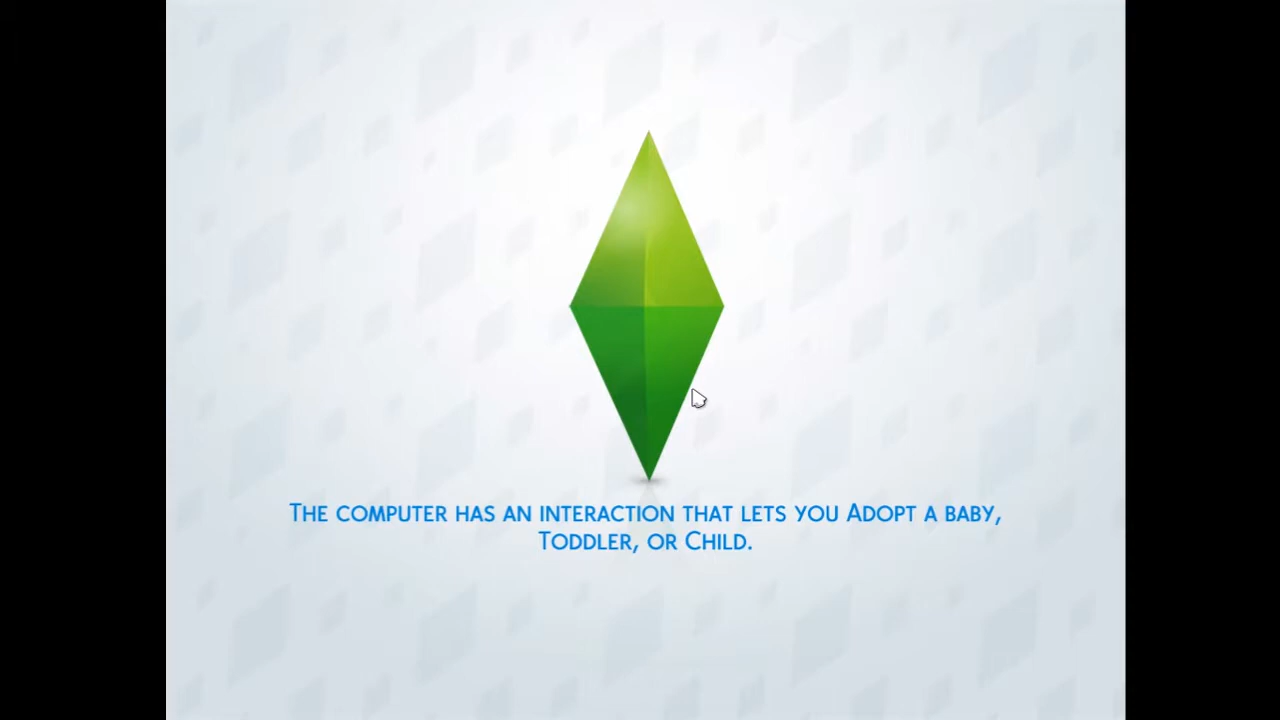 The computer has an interaction that lets you Adopt a baby,
Toddler, or Child.